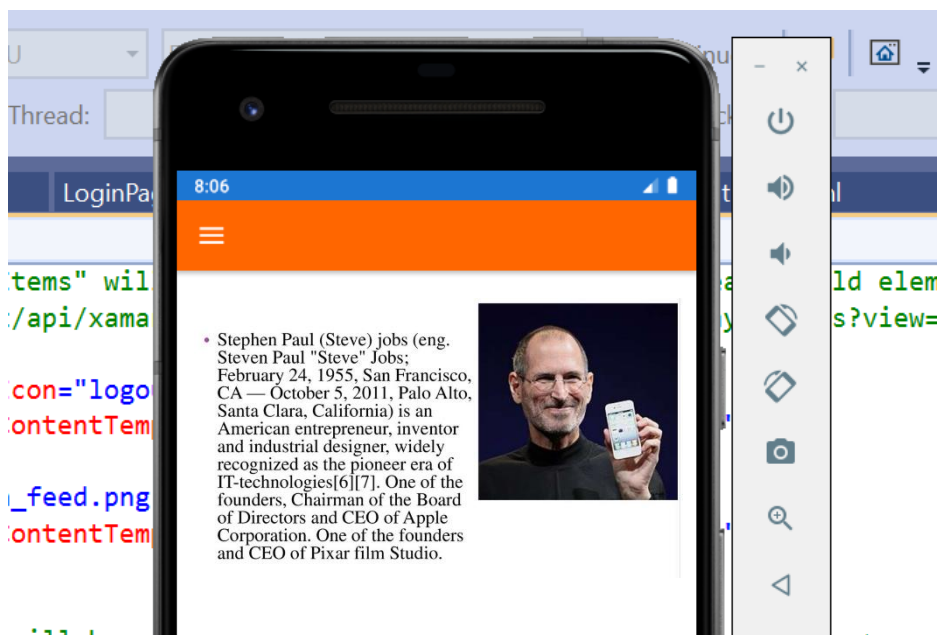 U
Thread:
LoginPa
8:06
tems" wil
ld elem
/api/xama
s?view=
con="logo
ontentTemp
_feed.png
ontentTem
• Stephen Paul (Steve) jobs (eng.
Steven Paul "Steve" Jobs;
February 24, 1955, San Francisco,
CA — October 5, 2011, Palo Alto,
Santa Clara, California) is an
American entrepreneur, inventor
and industrial designer, widely
recognized as the pioneer era of
IT-technologies[6][7]. One of the
founders, Chairman of the Board
of Directors and CEO of Apple
Corporation. One of the founders
and CEO of Pixar film Studio.